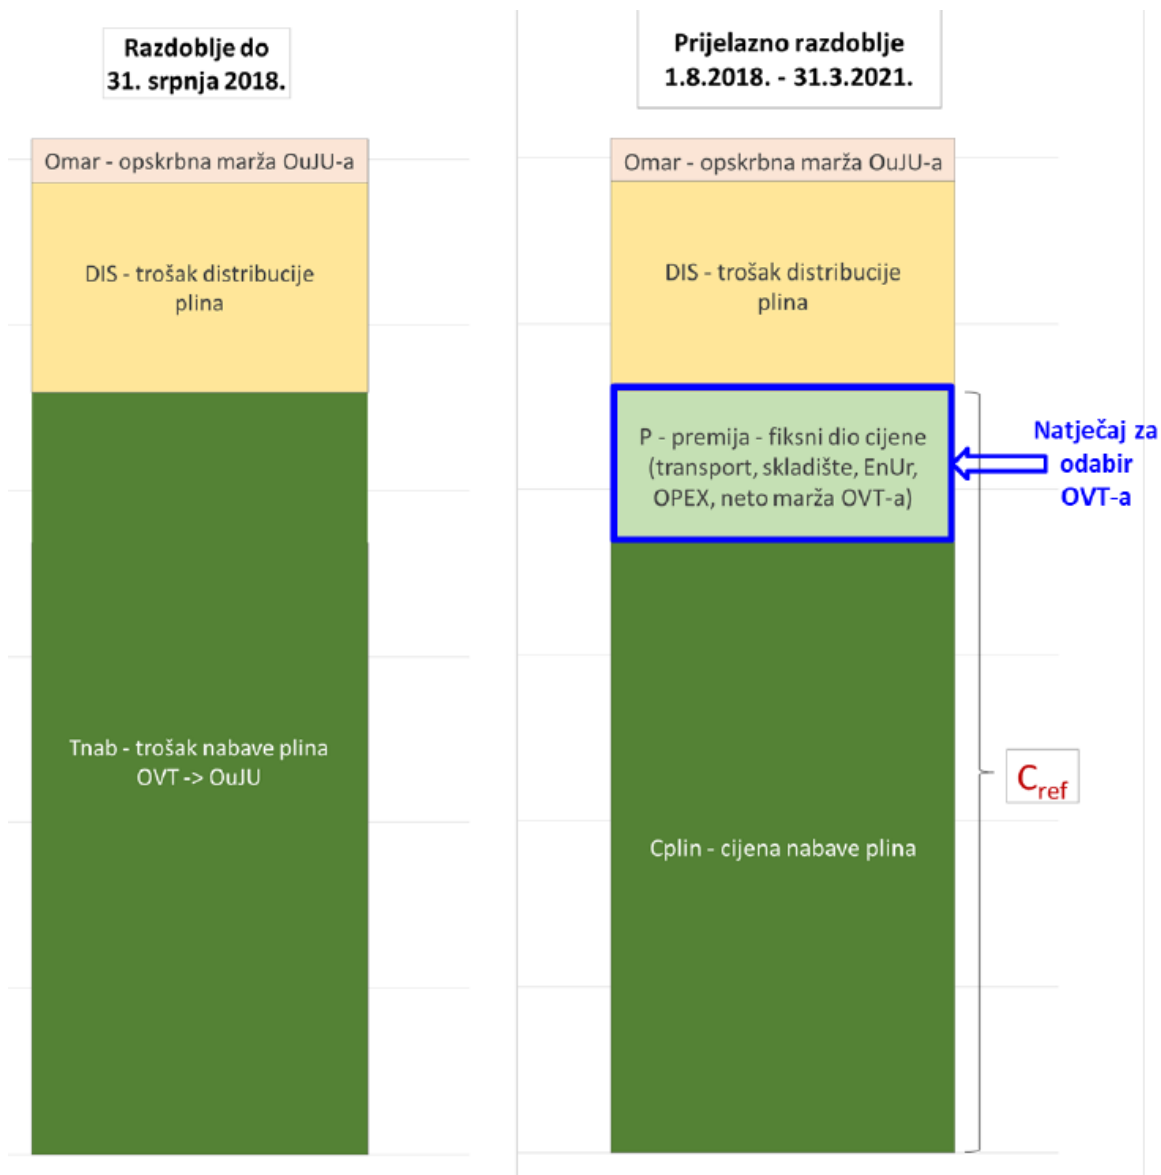 Razdoblje do
31. srpnja 2018.
Omar - opskrbna marža OuJU-a
DIS - trošak distribucije
plina
Tnab - trošak nabave plina
OVT -> OuJU
Prijelazno razdoblje
1.8.2018. - 31.3.2021.
Omar - opskrbna marža OuJU-a
DIS - trošak distribucije
plina
P - premija - fiksni dio cijene
(transport, skladište, EnUr,
OPEX, neto marža OVT-a)
Natječaj za
odabir
OVT-a
Cplin - cijena nabave plina
Cref